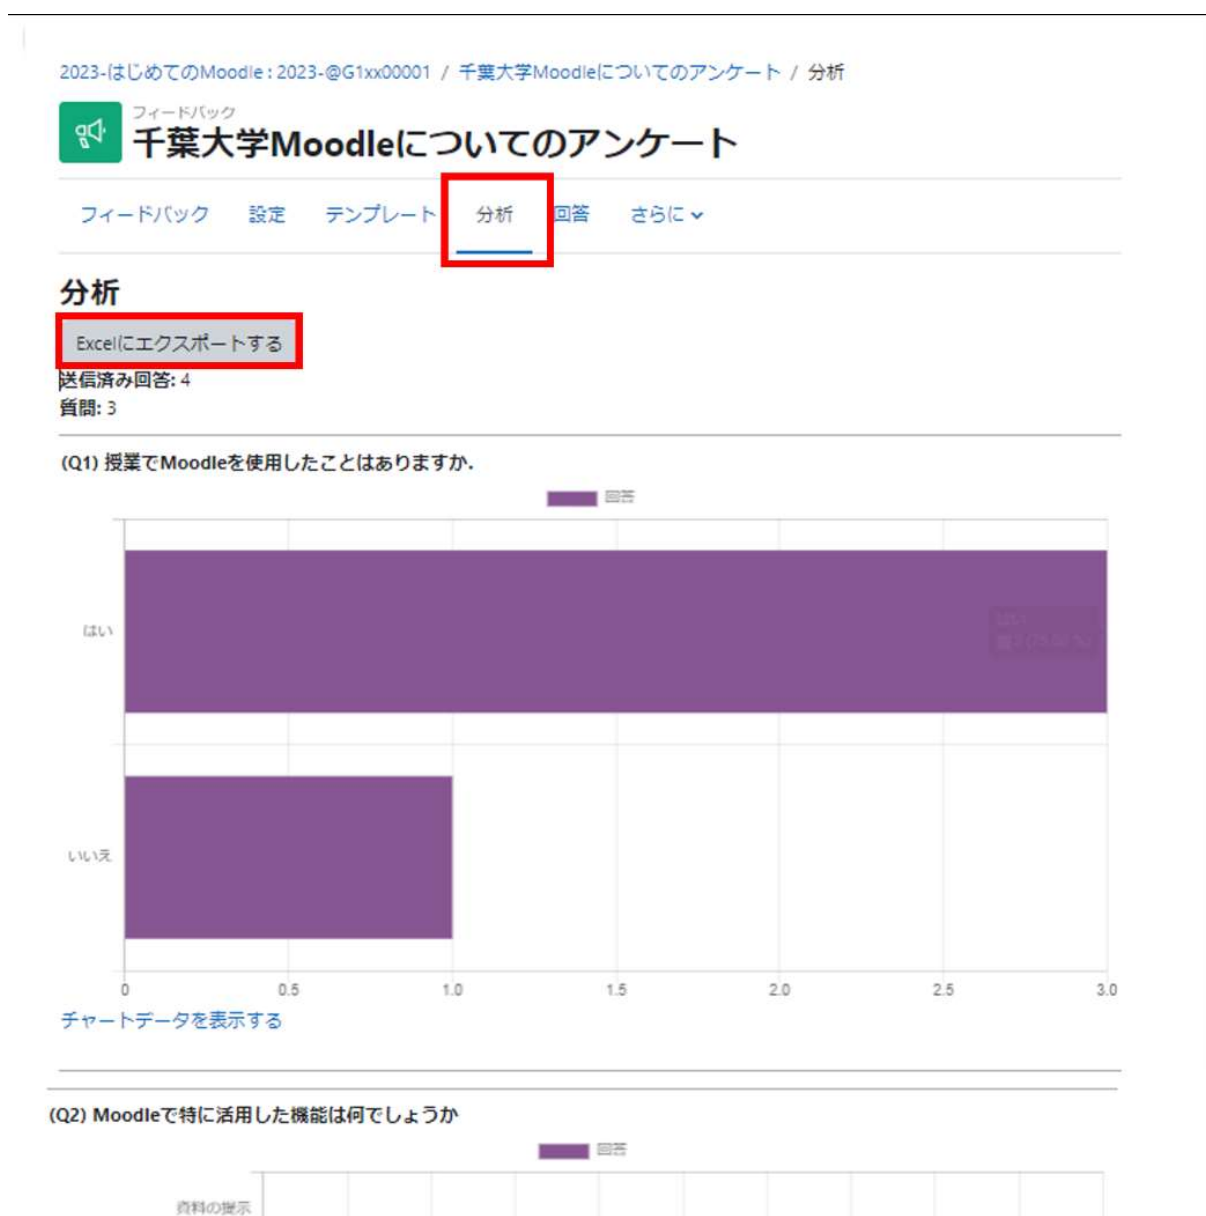 2023-はじめてのMoodle : 2023-@G1xx00001 / 千葉大学Moodleについてのアンケート / 分析
フィードバック
千葉大学Moodleについてのアンケート
フィードバック 設定 テンプレート 分析 回答 さらに
分析
Excelにエクスポートする
送信済み回答: 4
質問: 3
(Q1) 授業でMoodleを使用したことはありますか.
回答
はい
いいえ
0 0.5 1.0 1.5 2.0 2.5 3.0
チャートデータを表示する
(Q2) Moodleで特に活用した機能は何でしょうか
回答
資料の提示